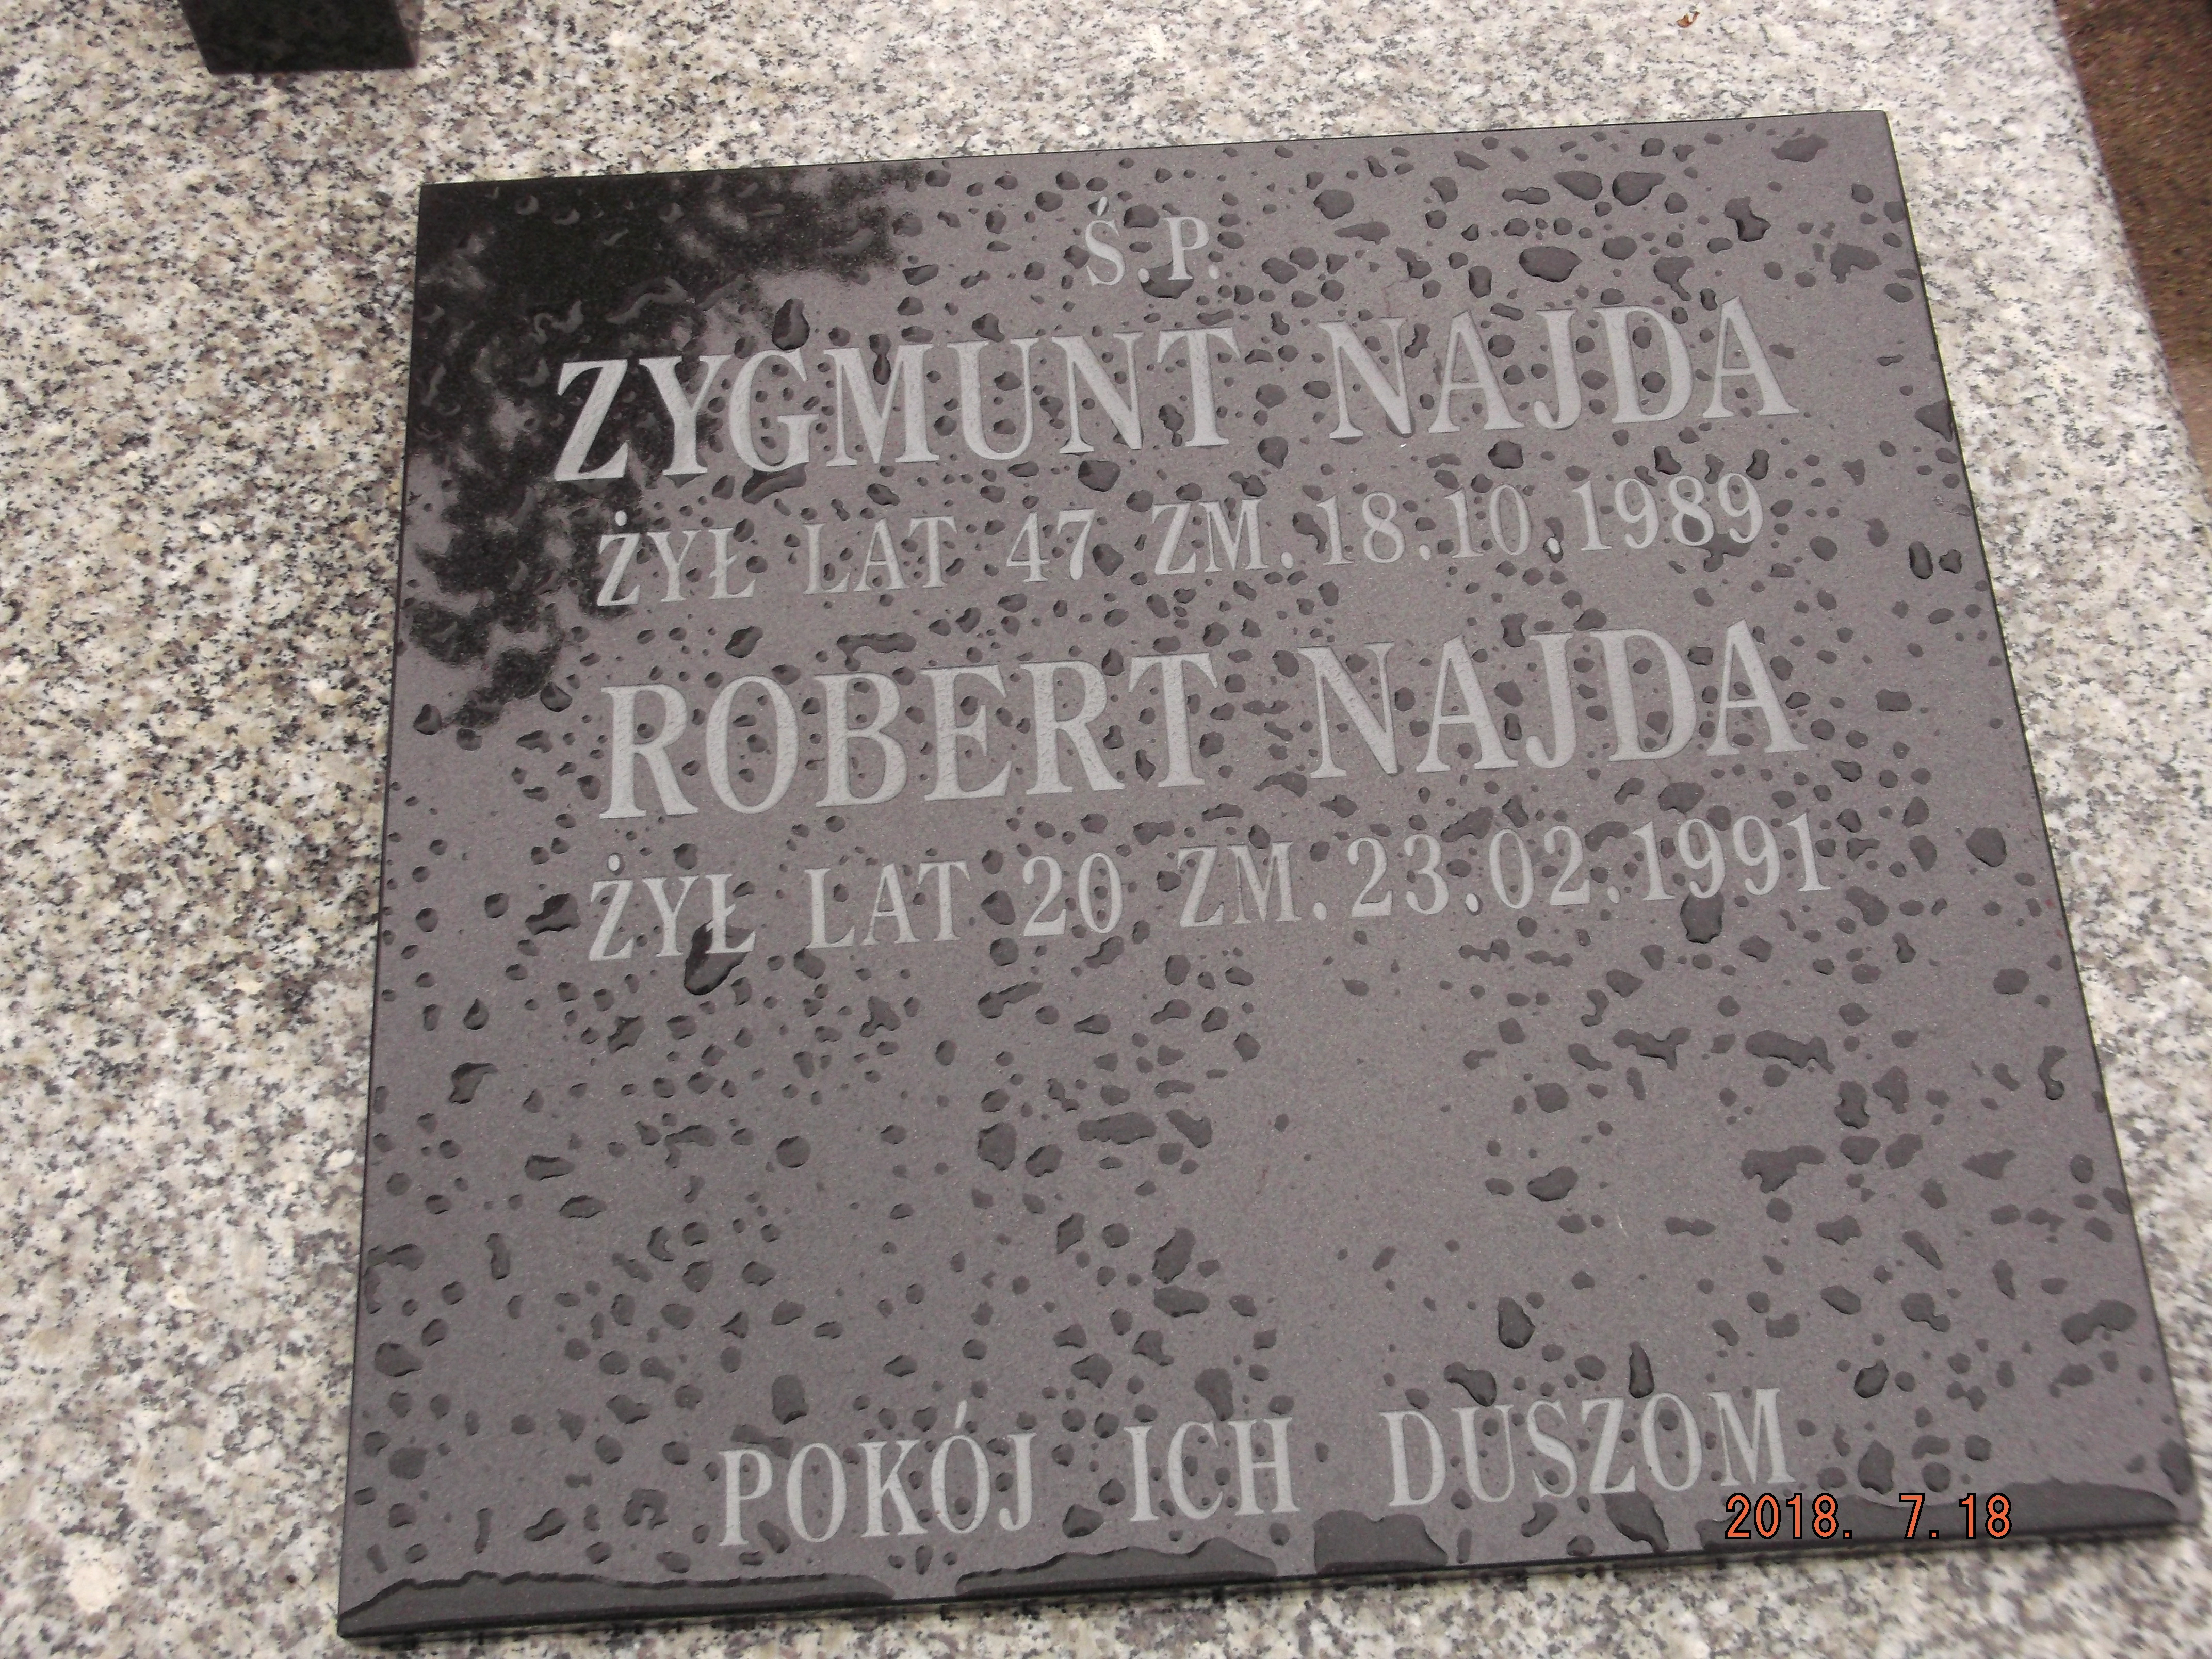 Ś.P.
ZYGMUNT NAJDA
ŻYŁ LAT 47 ZM. 18.10.1989
ROBERT NAJDA
ŻYŁ LAT 20 ZM. 23.02.1991
POKÓJ ICH DUSZOM
2018. 7.18